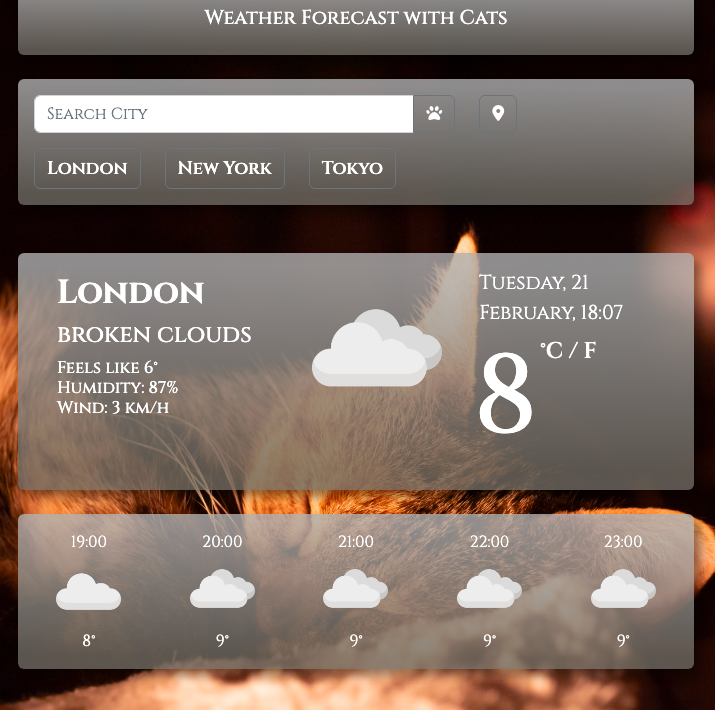 Weather Forecast with Cats
Search City
London New York Tokyo
London
broken clouds
Feels like 6°
Humidity: 87%
Wind: 3 km/h
Tuesday, 21
February, 18:07
8 °C / F
19:00 20:00 21:00 22:00 23:00
8° 9° 9° 9° 9°